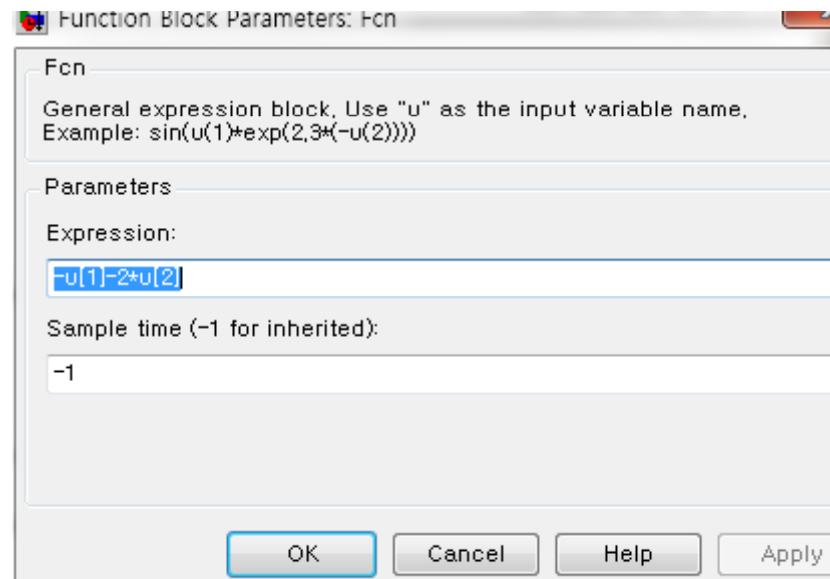 Function Block Parameters: Fcn
Fcn
General expression block, Use "u" as the input variable name,
Example: sin(u(1)*exp(2,3*(-u(2))))
Parameters
Expression:
-u[1]-2*u[2]
Sample time (-1 for inherited):
-1
OK
Cancel
Help
Apply